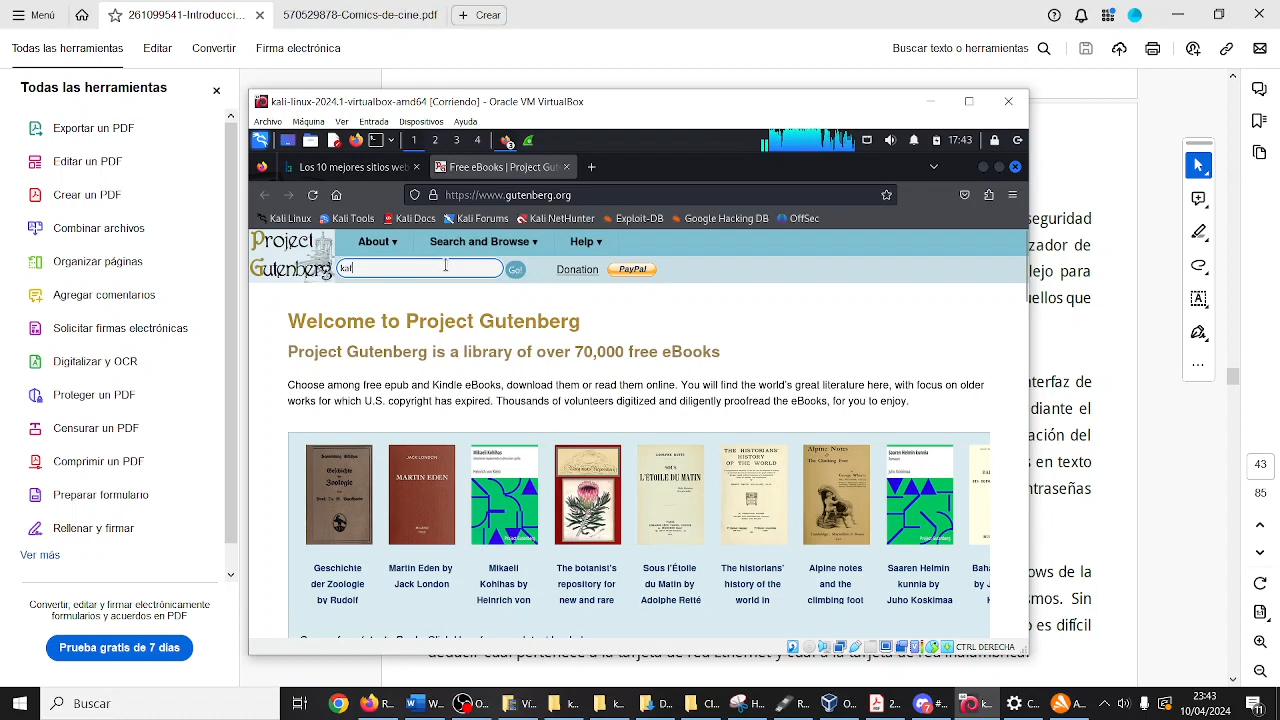 Menú
261099541-Introducci...
570529878-Derecho-de-crome.pdf
Crear
Todas las herramientas
Editar
Convertir
Firma electrónica
Buscar texto o herramientas
Todas las herramientas
Exportar un PDF
Editar un PDF
Crear un PDF
Combinar archivos
Organizar páginas
Agregar comentarios
Solicitar firmas electrónicas
Digitalizar y OCR
Proteger un PDF
Censurar un PDF
Comprimir un PDF
Preparar formulario
Rellenar y firmar
Ver más
Convertir, editar y firmar electrónicamente
formularios y acuerdos en PDF
Prueba gratis de 7 días
kali-linux-2024.1-virtualbox-amd64 [Corriendo] - Oracle VM VirtualBox
Archivo Máquina Ver Entrada Dispositivos Ayuda
1 2 3 4
17:43
Los 10 mejores sitios web
Free eBooks | Project Gut
https://www.gutenberg.org
Kali Linux Kali Tools Kali Docs Kali Forums Kali NetHunter Exploit-DB Google Hacking DB OffSec
Project
Gutenberg
About ▾ Search and Browse ▾ Help ▾
kal
Go!
Donation
PayPal
Welcome to Project Gutenberg
Project Gutenberg is a library of over 70,000 free eBooks
Choose among free epub and Kindle eBooks, download them or read them online. You will find the world's great literature here, with focus on older
works for which U.S. copyright has expired. Thousands of volunteers digitized and diligently proofread the eBooks, for you to enjoy.
MARTIN EDEN
Project Gutenberg
Geschichte
der Zoologie
by Rudolf
Martin Eden by
Jack London
Mikaeli
Kohlhas by
Heinrich von
The botanist's
repository for
new and rare
Sous l'Étoile
du Matin by
Adolphe Retté
The historians'
history of the
world in
Alpine notes
and the
climbing foot
Saaren Helmin
kunnia by
Juho Koskimaa
CTRL DERECHA
seguridad
zador de
lejo para
uellos que
nterfaz de
diante el
ación del
s en texto
ntraseñas
ows de la
smos. Sin
o es difícil
43
85
Buscar
23:43
10/04/2024